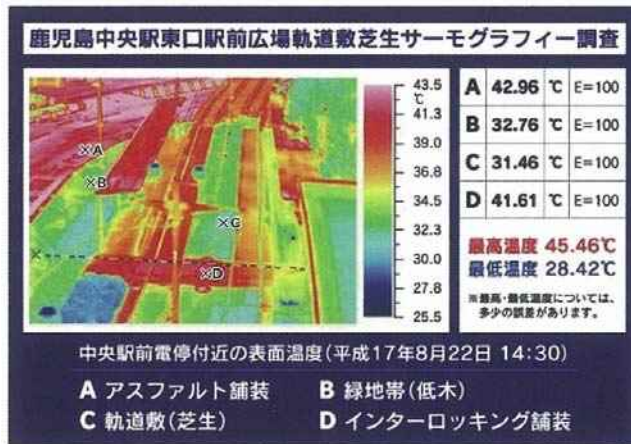 鹿児島中央駅東口駅前広場軌道敷芝生サーモグラフィー調査
43.5
℃
41.3
39.0
36.8
34.5
32.3
30.0
27.8
25.5
×A
×B
×C
×D
×
A 42.96 ℃ E=100
B 32.76 ℃ E=100
C 31.46 ℃ E=100
D 41.61 ℃ E=100
最高温度 45.46℃
最低温度 28.42℃
※最高・最低温度については、
多少の誤差があります。
中央駅前電停付近の表面温度(平成17年8月22日 14:30)
A アスファルト舗装 B 緑地帯(低木)
C 軌道敷(芝生) D インターロッキング舗装